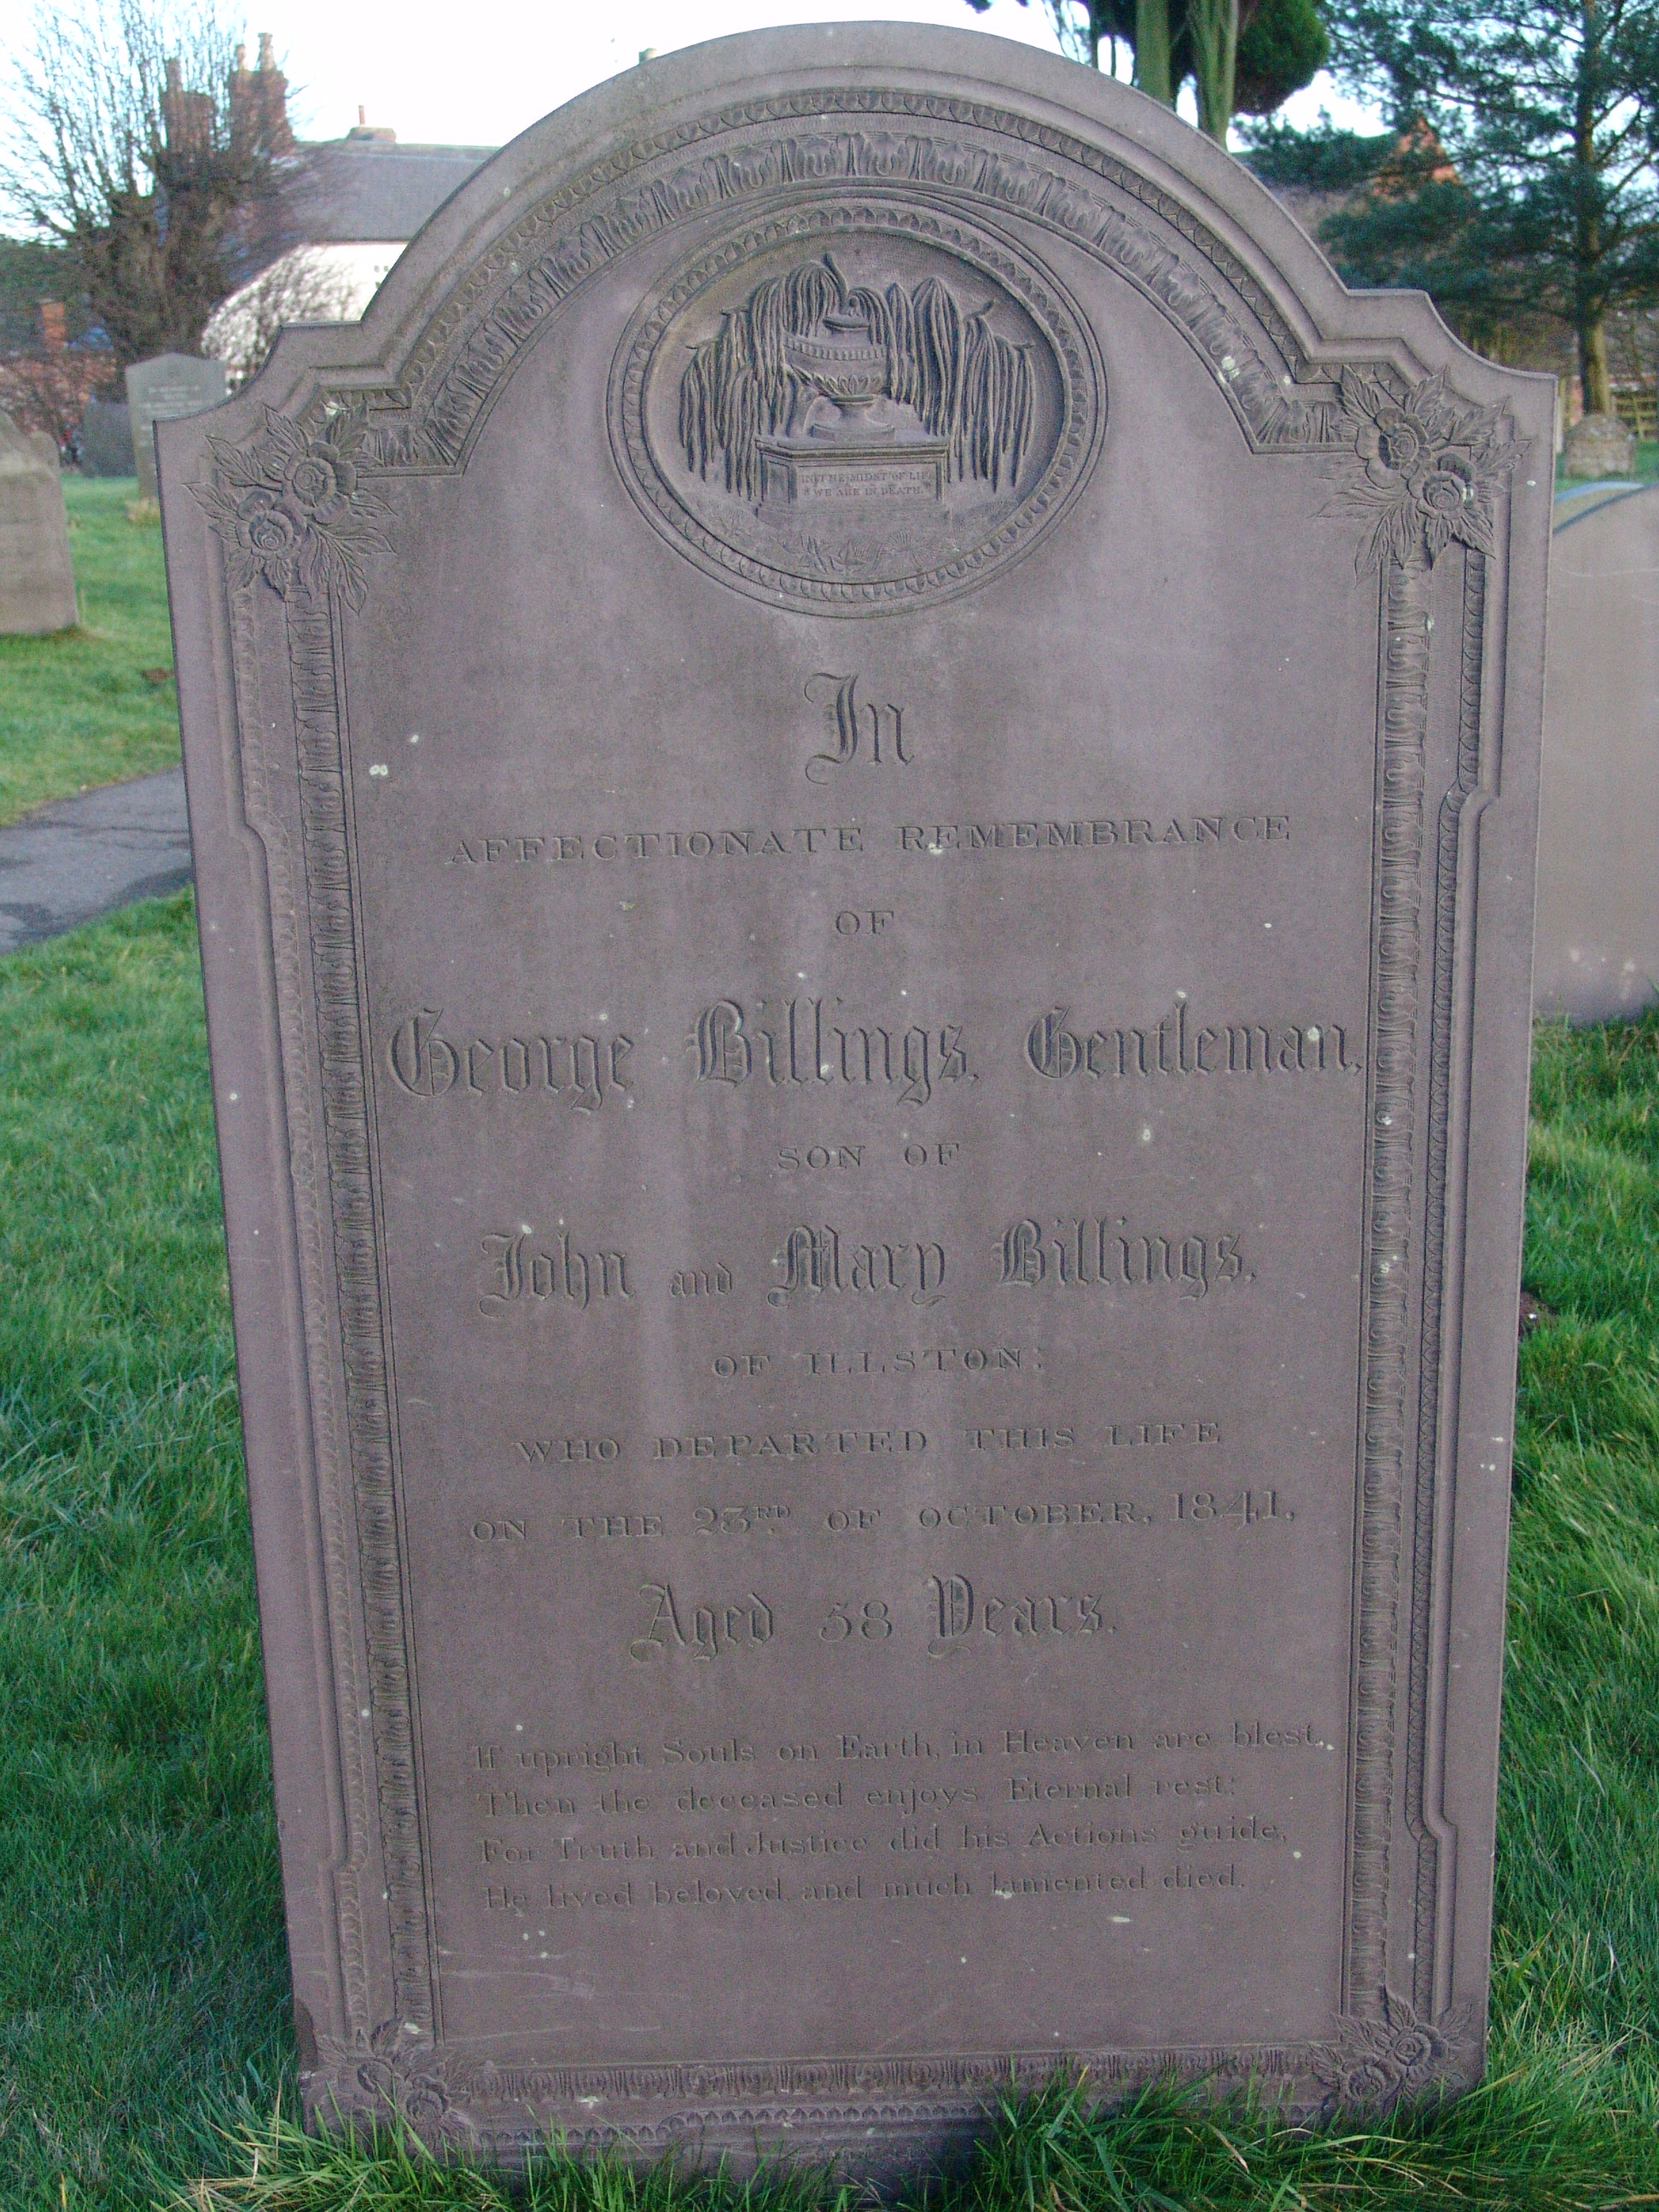 IN THE MIDST OF LIFE
WE ARE IN DEATH.
In
AFFECTIONATE REMEMBRANCE
OF
George Billings, Gentleman,
SON OF
John and Mary Billings,
OF ILLSTON:
WHO DEPARTED THIS LIFE
ON THE 23RD OF OCTOBER, 1841,
Aged 58 Years.
If upright Souls on Earth, in Heaven are blest,
Then the deceased enjoys Eternal rest:
For Truth and Justice did his Actions guide,
He lived beloved, and much lamented died.